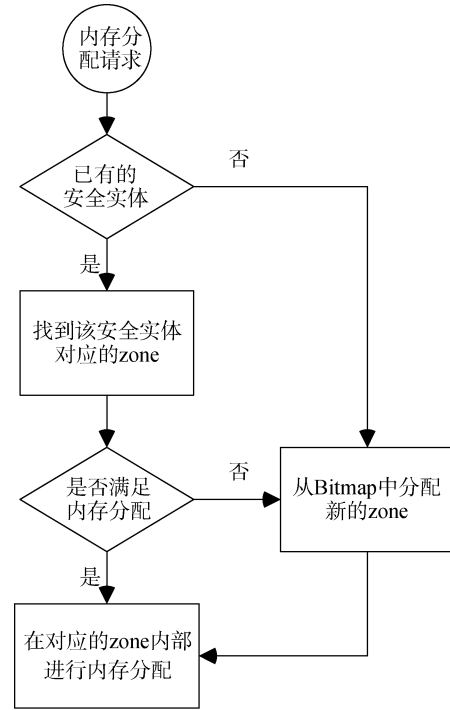 内存分
配请求
已有的
安全实体
否
是
找到该安全实体
对应的zone
是否满足
内存分配
否
从Bitmap中分配
新的zone
是
在对应的zone内部
进行内存分配